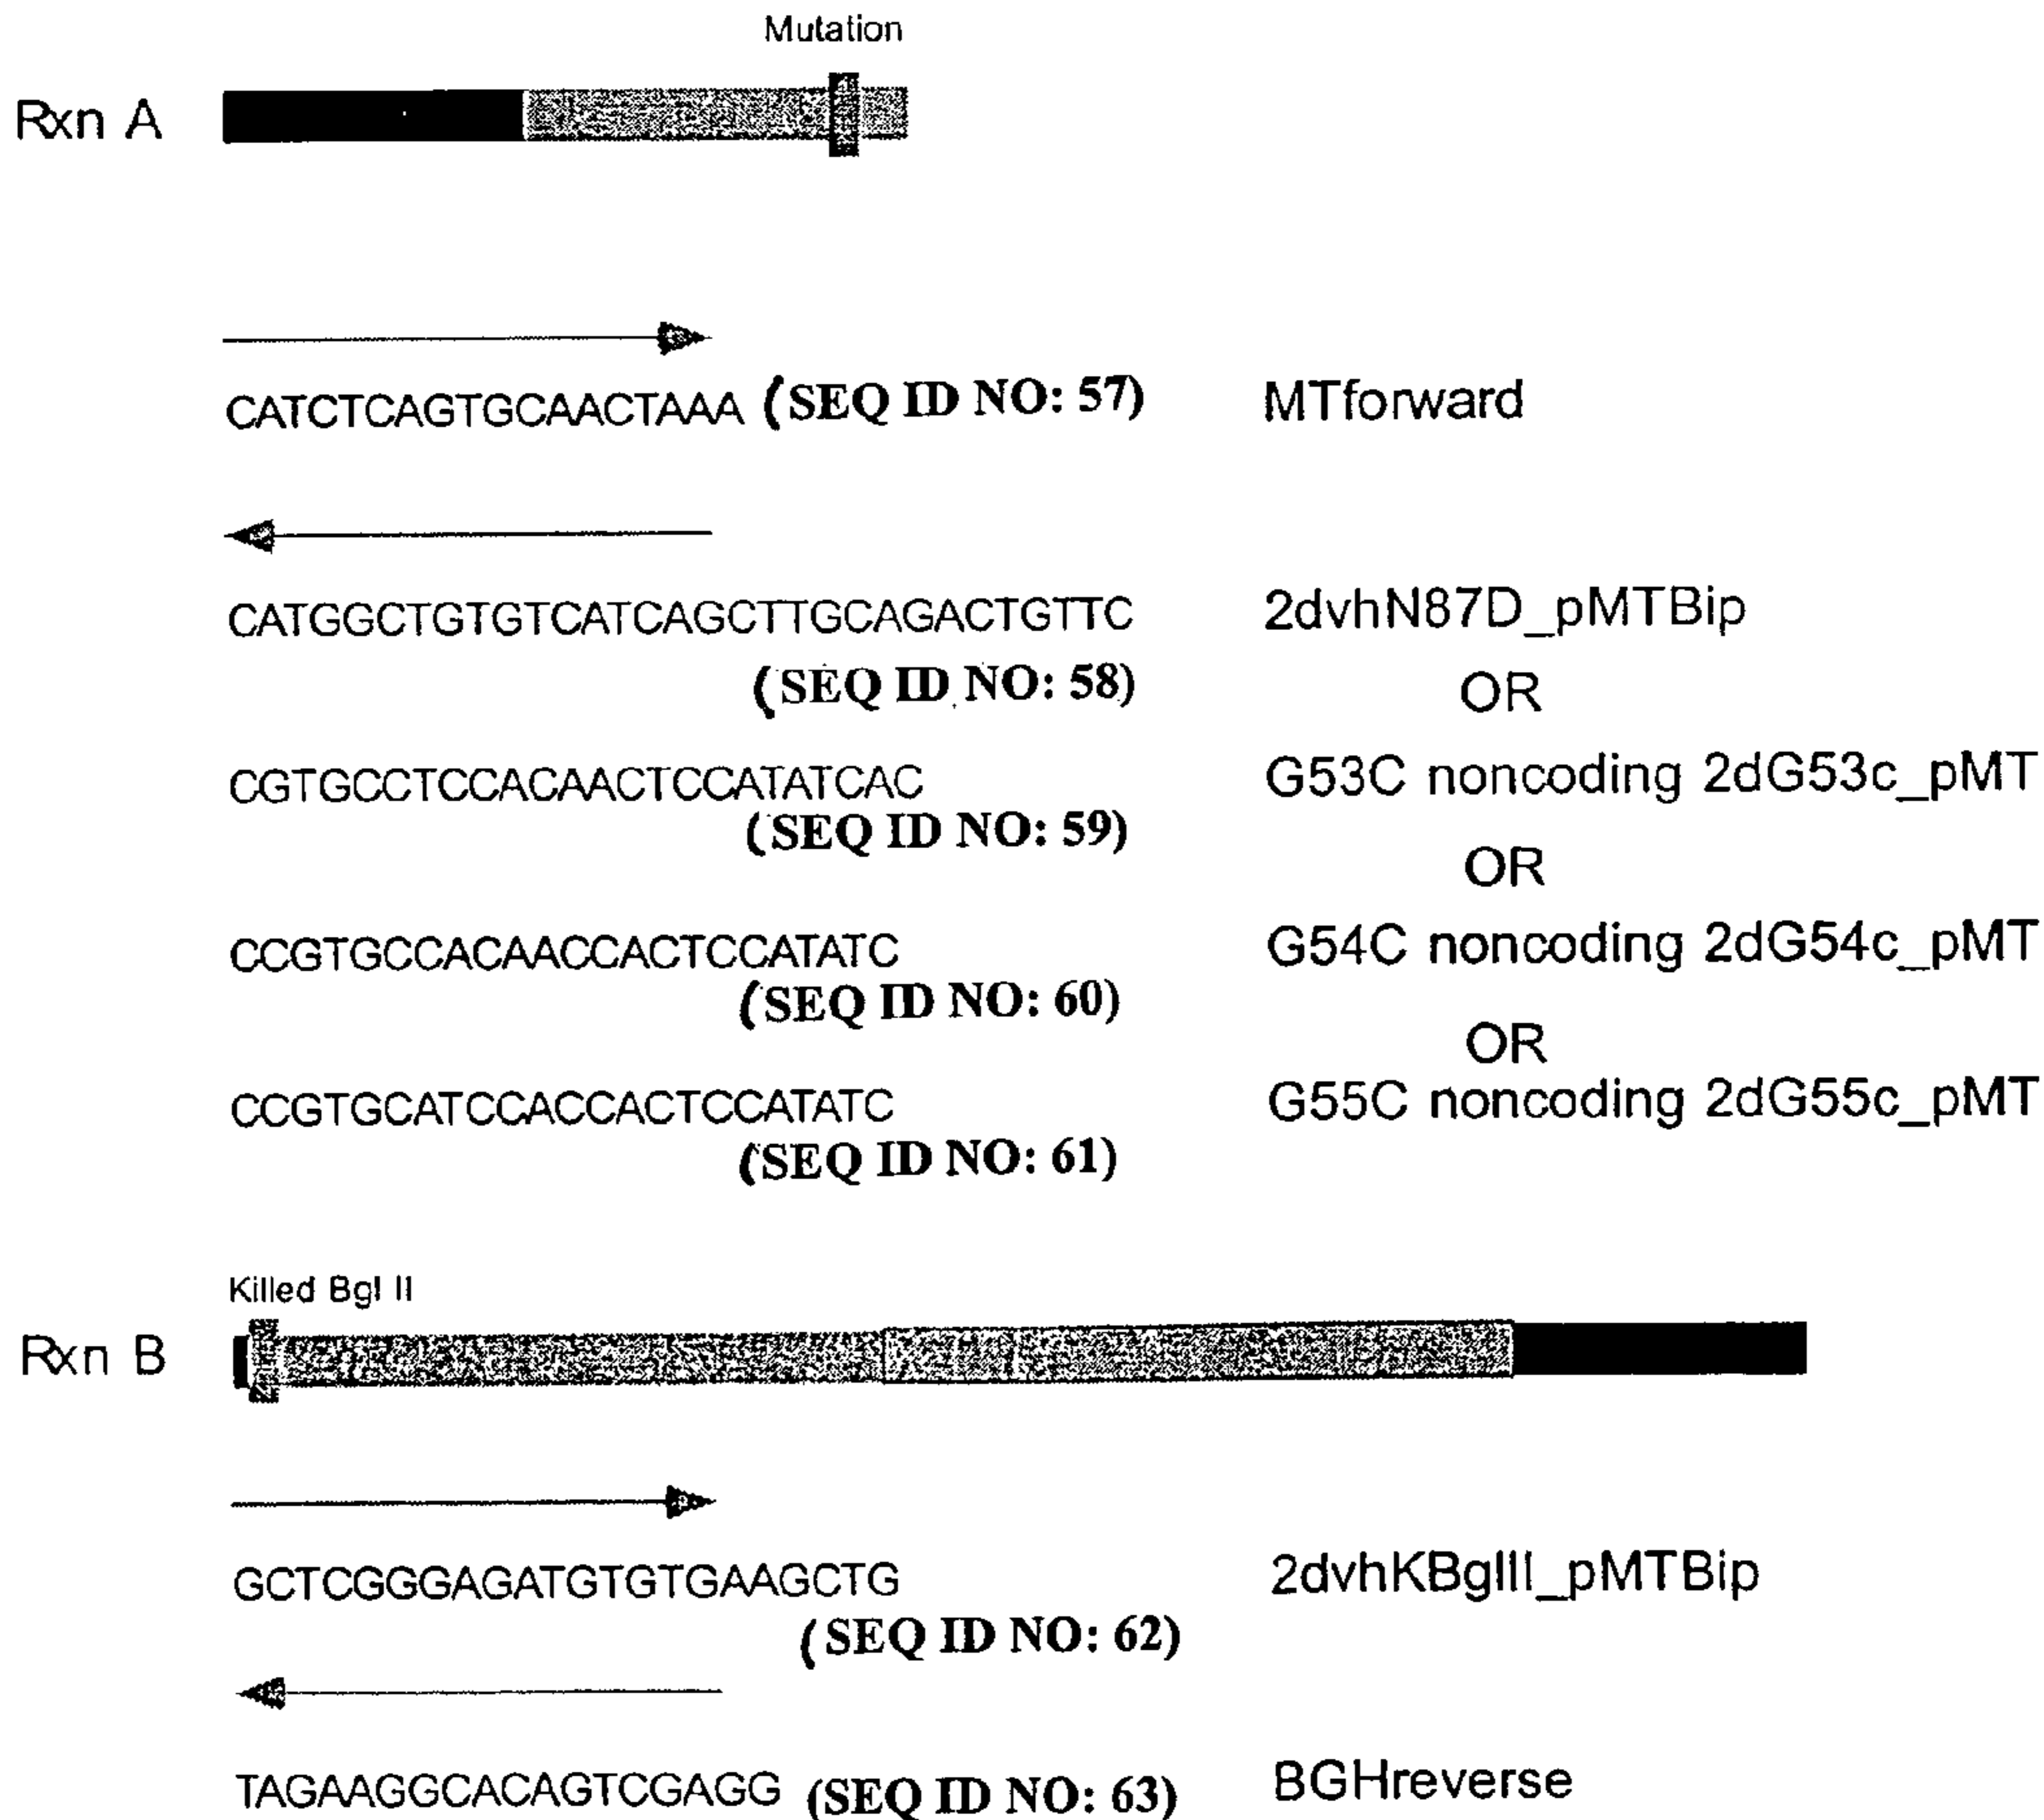 Mutation
Rxn A
CATCTCAGTGCAACTAAA (SEQ ID NO: 57) MTforward
CATGGCTGTGTCATCAGCTTGCAGACTGTTC 2dvhN87D_pMTBip
(SEQ ID NO: 58) OR
CGTGCCTCCACAACTCCATATCAC G53C noncoding 2dG53c_pMT
(SEQ ID NO: 59)
OR
CCGTGCCACAACCACTCCATATC G54C noncoding 2dG54c_pMT
(SEQ ID NO: 60)
OR
CCGTGCATCCACCACTCCATATC G55C noncoding 2dG55c_pMT
(SEQ ID NO: 61)
Killed Bgl II
Rxn B
GCTCGGGAGATGTGTGAAGCTG 2dvhKBglII_pMTBip
(SEQ ID NO: 62)
TAGAAGGCACAGTCGAGG (SEQ ID NO: 63) BGHreverse